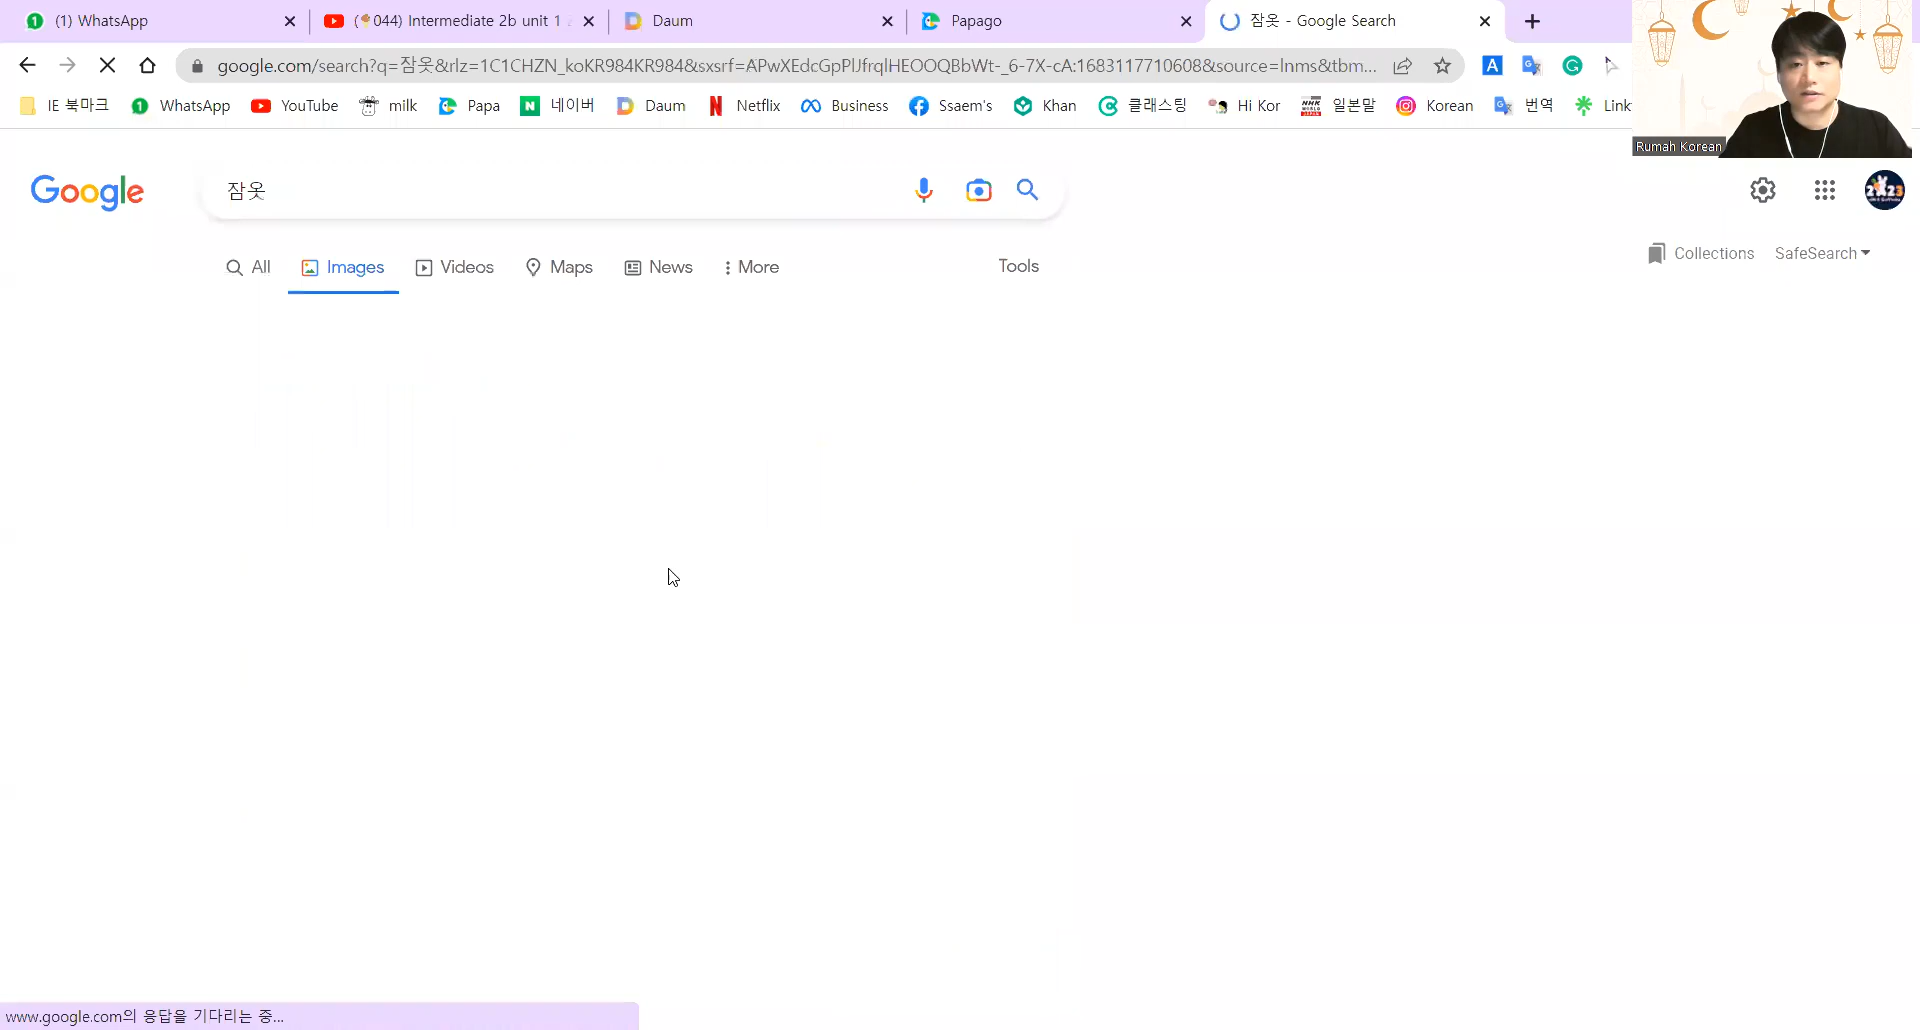 (1) WhatsApp
044) Intermediate 2b unit 1
Daum
Papago
잠옷 - Google Search
google.com/search?q=잠옷&rlz=1C1CHZN_koKR984KR984&sxsrf=APwXEdcGpPlJfrqlHEOOQBbWt-_6-7X-cA:1683117710608&source=lnms&tbm...
IE 북마크
WhatsApp
YouTube
milk
Papa
네이버
Daum
Netflix
Business
Ssaem's
Khan
클래스팅
Hi Kor
일본말
Korean
번역
Link
Rumah Korean
Google
잠옷
2023
All
Images
Videos
Maps
News
More
Tools
Collections
SafeSearch
www.google.com의 응답을 기다리는 중...